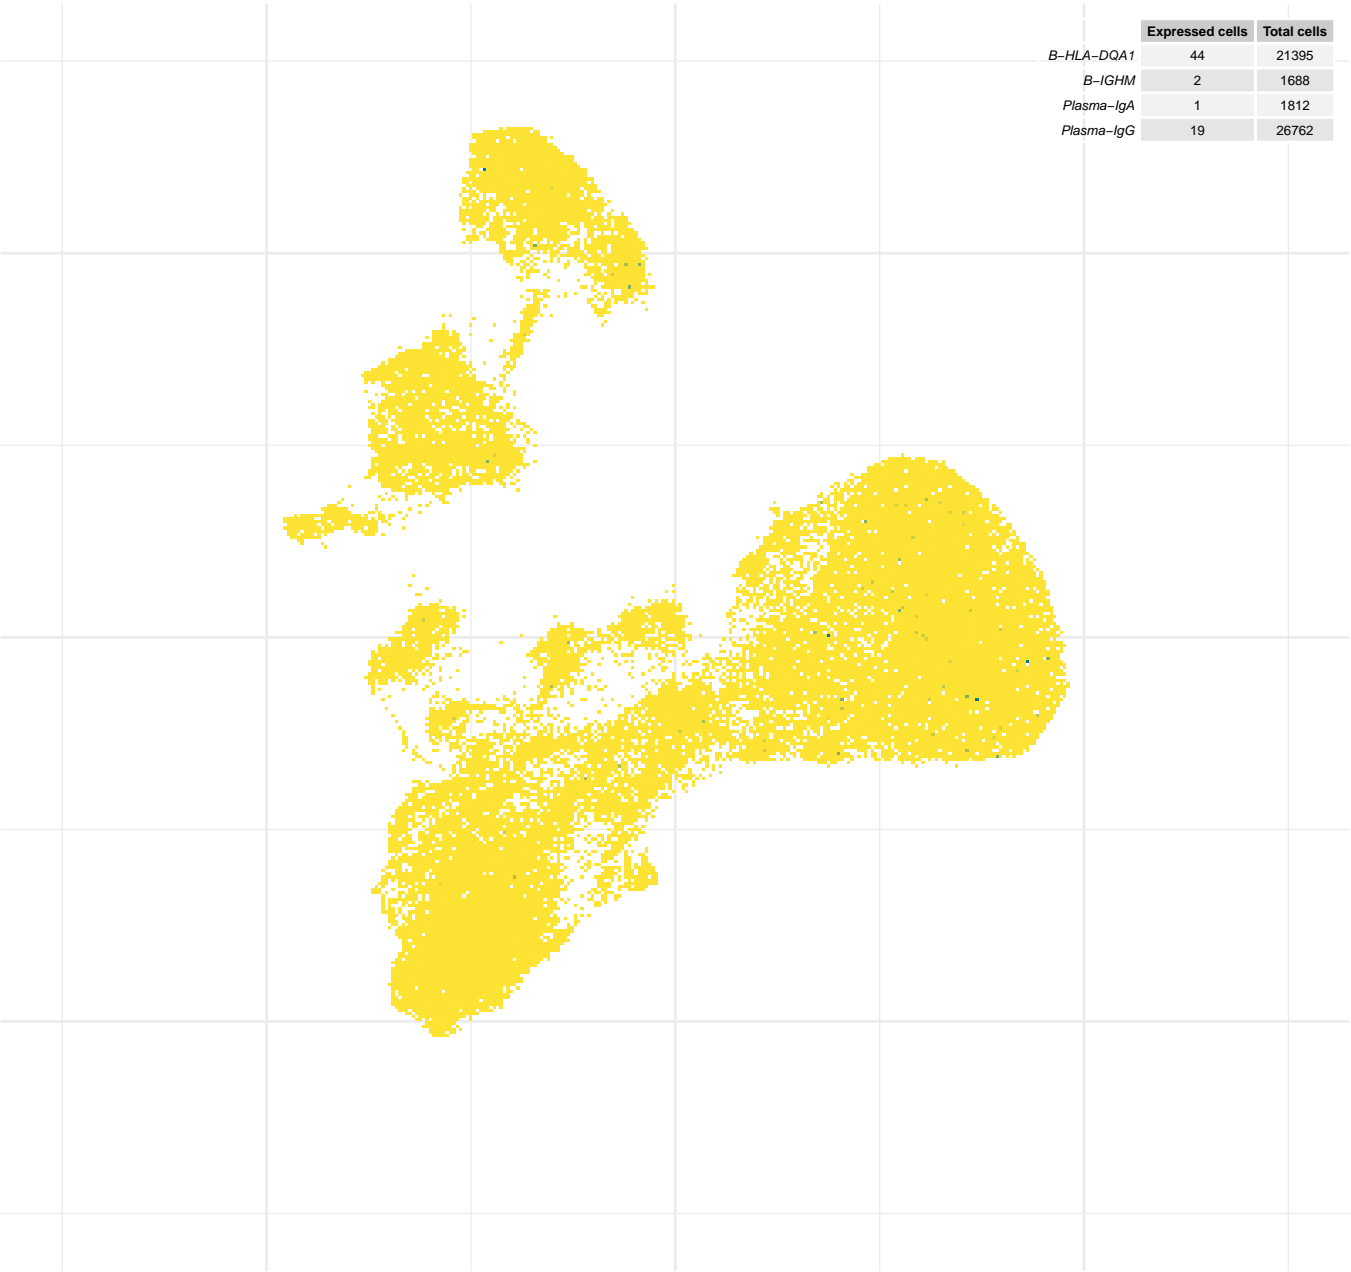 Expressed cells Total cells
B−HLA−DQA1 44 21395
B−IGHM 2 1688
Plasma−IgA 1 1812
Plasma−IgG 19 26762